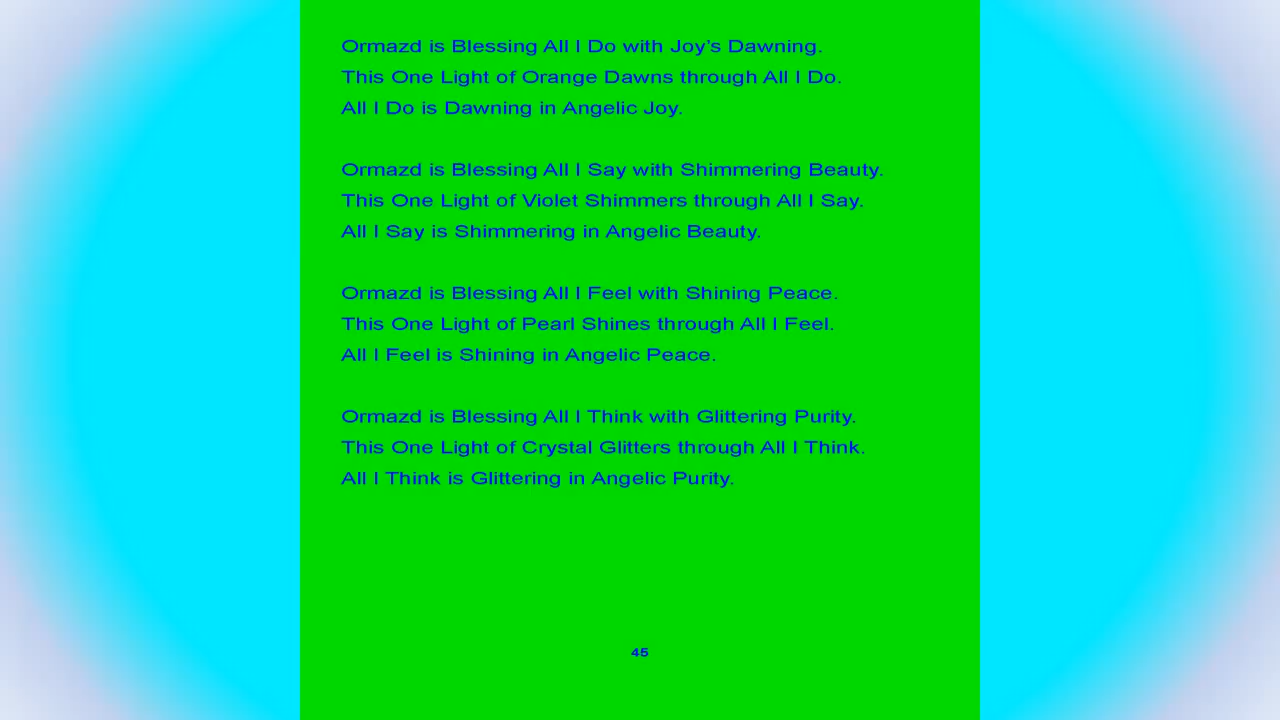 Ormazd is Blessing All I Do with Joy’s Dawning.
This One Light of Orange Dawns through All I Do.
All I Do is Dawning in Angelic Joy.
Ormazd is Blessing All I Say with Shimmering Beauty.
This One Light of Violet Shimmers through All I Say.
All I Say is Shimmering in Angelic Beauty.
Ormazd is Blessing All I Feel with Shining Peace.
This One Light of Pearl Shines through All I Feel.
All I Feel is Shining in Angelic Peace.
Ormazd is Blessing All I Think with Glittering Purity.
This One Light of Crystal Glitters through All I Think.
All I Think is Glittering in Angelic Purity.
45